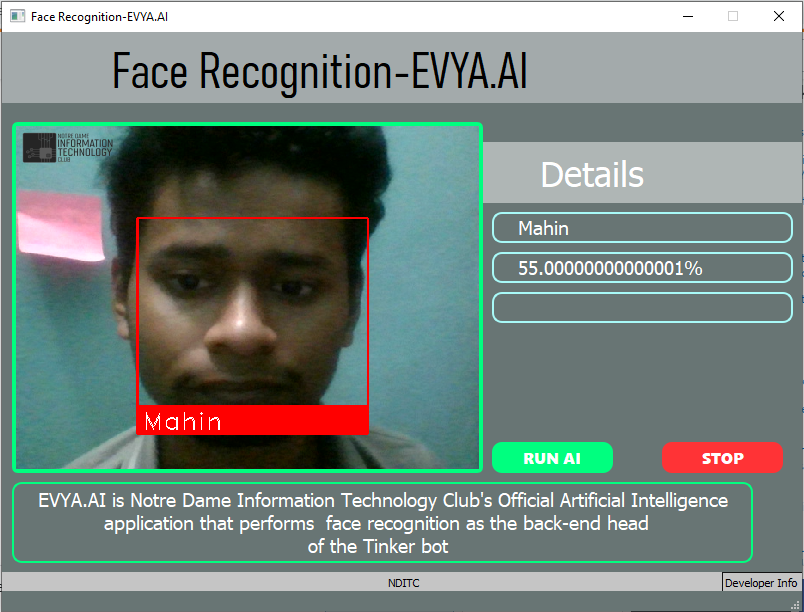 Face Recognition-EVYA.AI
Face Recognition-EVYA.AI
NOTRE DAME
INFORMATION
TECHNOLOGY
CLUB
Mahin
Details
Mahin
55.00000000000001%
RUN AI
STOP
EVYA.AI is Notre Dame Information Technology Club's Official Artificial Intelligence
application that performs  face recognition as the back-end head
of the Tinker bot
NDITC
Developer Info